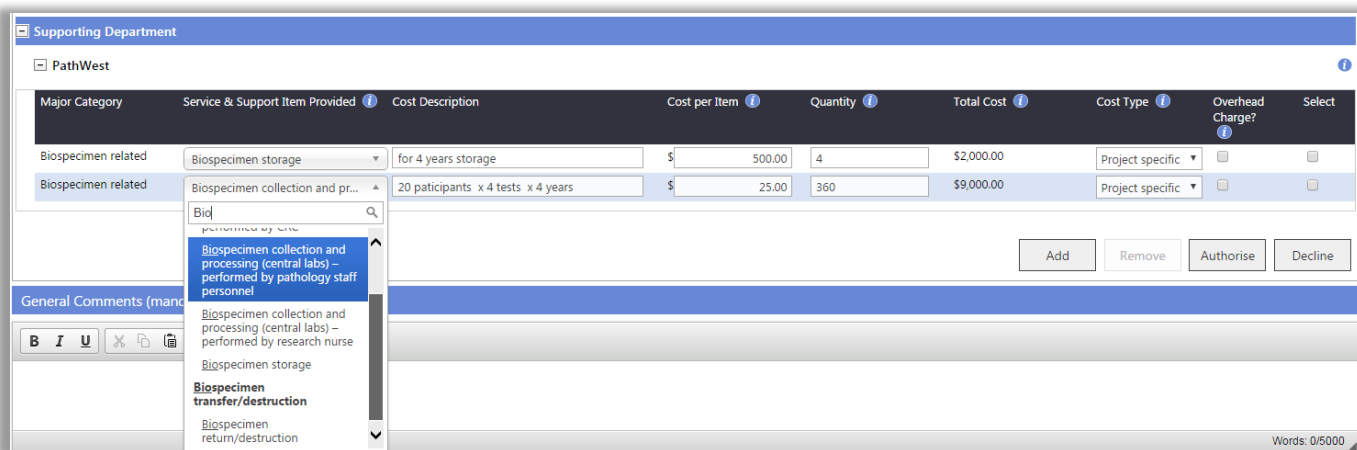 Supporting Department
PathWest
Major Category Service & Support Item Provided Cost Description Cost per Item Quantity Total Cost Cost Type Overhead Select
Charge?
Biospecimen related Biospecimen storage for 4 years storage $ 500.00 4 $2,000.00 Project specific
Biospecimen related Biospecimen collection and pr... 20 paticipants x 4 tests x 4 years $ 25.00 360 $9,000.00 Project specific
Bio
performed by CRC
Biospecimen collection and
processing (central labs) –
performed by pathology staff
personnel
Biospecimen collection and
processing (central labs) –
performed by research nurse
Biospecimen storage
Biospecimen
transfer/destruction
Biospecimen
return/destruction
Add Remove Authorise Decline
General Comments (mand
B I U
Words: 0/5000